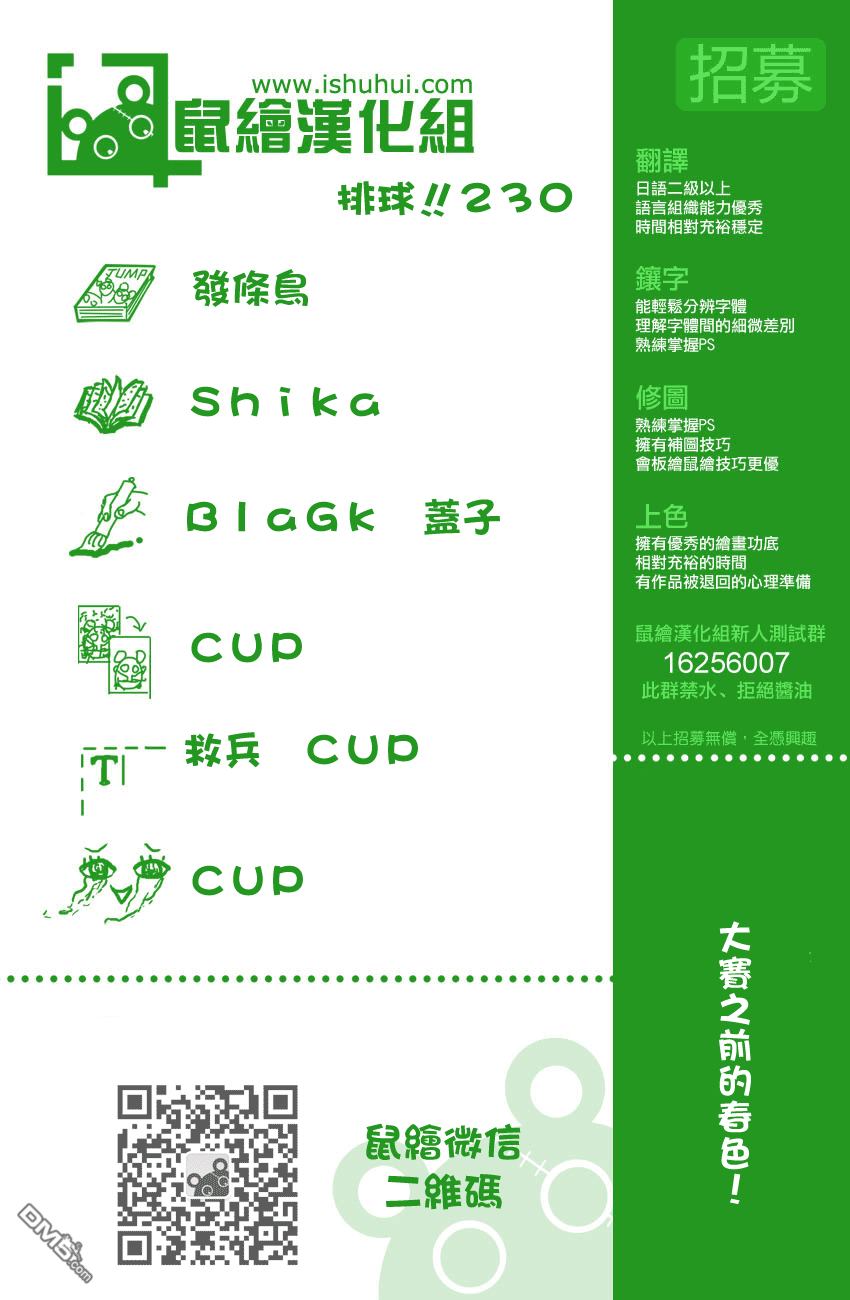 www.ishuhui.com
鼠繪漢化組
排球!!230
JUMP
發條鳥
Shika
BlaGk 蓋子
CUP
T
救兵 CUP
CUP
鼠繪微信
二維碼
DM5.com
招募
翻譯
日語二級以上
語言組織能力優秀
時間相對充裕穩定
鑲字
能輕鬆分辨字體
理解字體間的細微差別
熟練掌握PS
修圖
熟練掌握PS
擁有補圖技巧
會板繪鼠繪技巧更優
上色
擁有優秀的繪畫功底
相對充裕的時間
有作品被退回的心理準備
鼠繪漢化組新人測試群
16256007
此群禁水、拒絕醬油
以上招募無償，全憑興趣
大賽之前的春色！